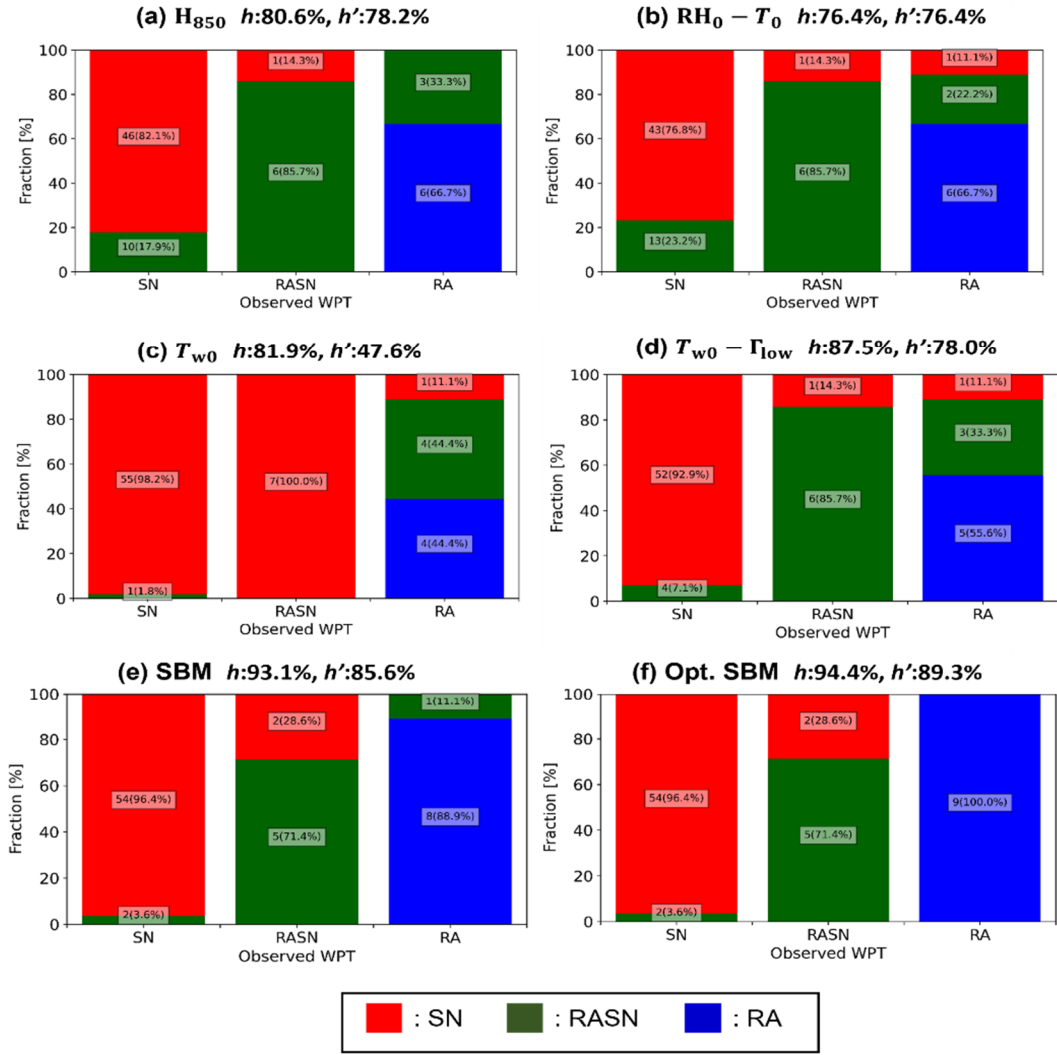 (a) H850 h:80.6%, h′:78.2%
100
80
60
40
20
0
Fraction [%]
46(82.1%)
10(17.9%)
1(14.3%)
6(85.7%)
3(33.3%)
6(66.7%)
SN RASN RA
Observed WPT
(b) RH0 − T0 h:76.4%, h′:76.4%
100
80
60
40
20
0
Fraction [%]
43(76.8%)
13(23.2%)
1(14.3%)
6(85.7%)
1(11.1%)
2(22.2%)
6(66.7%)
SN RASN RA
Observed WPT
(c) Tw0 h:81.9%, h′:47.6%
100
80
60
40
20
0
Fraction [%]
55(98.2%)
1(1.8%)
7(100.0%)
1(11.1%)
4(44.4%)
4(44.4%)
SN RASN RA
Observed WPT
(d) Tw0 − Γlow h:87.5%, h′:78.0%
100
80
60
40
20
0
Fraction [%]
52(92.9%)
4(7.1%)
1(14.3%)
6(85.7%)
1(11.1%)
3(33.3%)
5(55.6%)
SN RASN RA
Observed WPT
(e) SBM h:93.1%, h′:85.6%
100
80
60
40
20
0
Fraction [%]
54(96.4%)
2(3.6%)
2(28.6%)
5(71.4%)
1(11.1%)
8(88.9%)
SN RASN RA
Observed WPT
(f) Opt. SBM h:94.4%, h′:89.3%
100
80
60
40
20
0
Fraction [%]
54(96.4%)
2(3.6%)
2(28.6%)
5(71.4%)
9(100.0%)
SN RASN RA
Observed WPT
: SN : RASN : RA